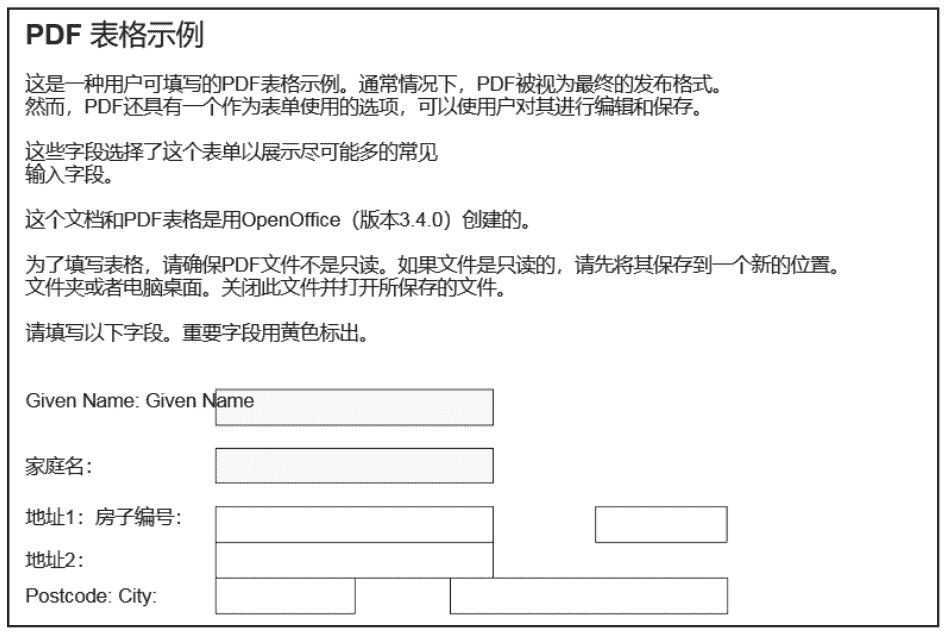 PDF 表格示例
这是一种用户可填写的PDF表格示例。通常情况下，PDF被视为最终的发布格式。
然而，PDF还具有一个作为表单使用的选项，可以使用户对其进行编辑和保存。
这些字段选择了这个表单以展示尽可能多的常见
输入字段。
这个文档和PDF表格是用OpenOffice（版本3.4.0）创建的。
为了填写表格，请确保PDF文件不是只读。如果文件是只读的，请先将其保存到一个新的位置。
文件夹或者电脑桌面。关闭此文件并打开所保存的文件。
请填写以下字段。重要字段用黄色标出。
Given Name: Given Name
家庭名：
地址1：房子编号：
地址2：
Postcode: City: